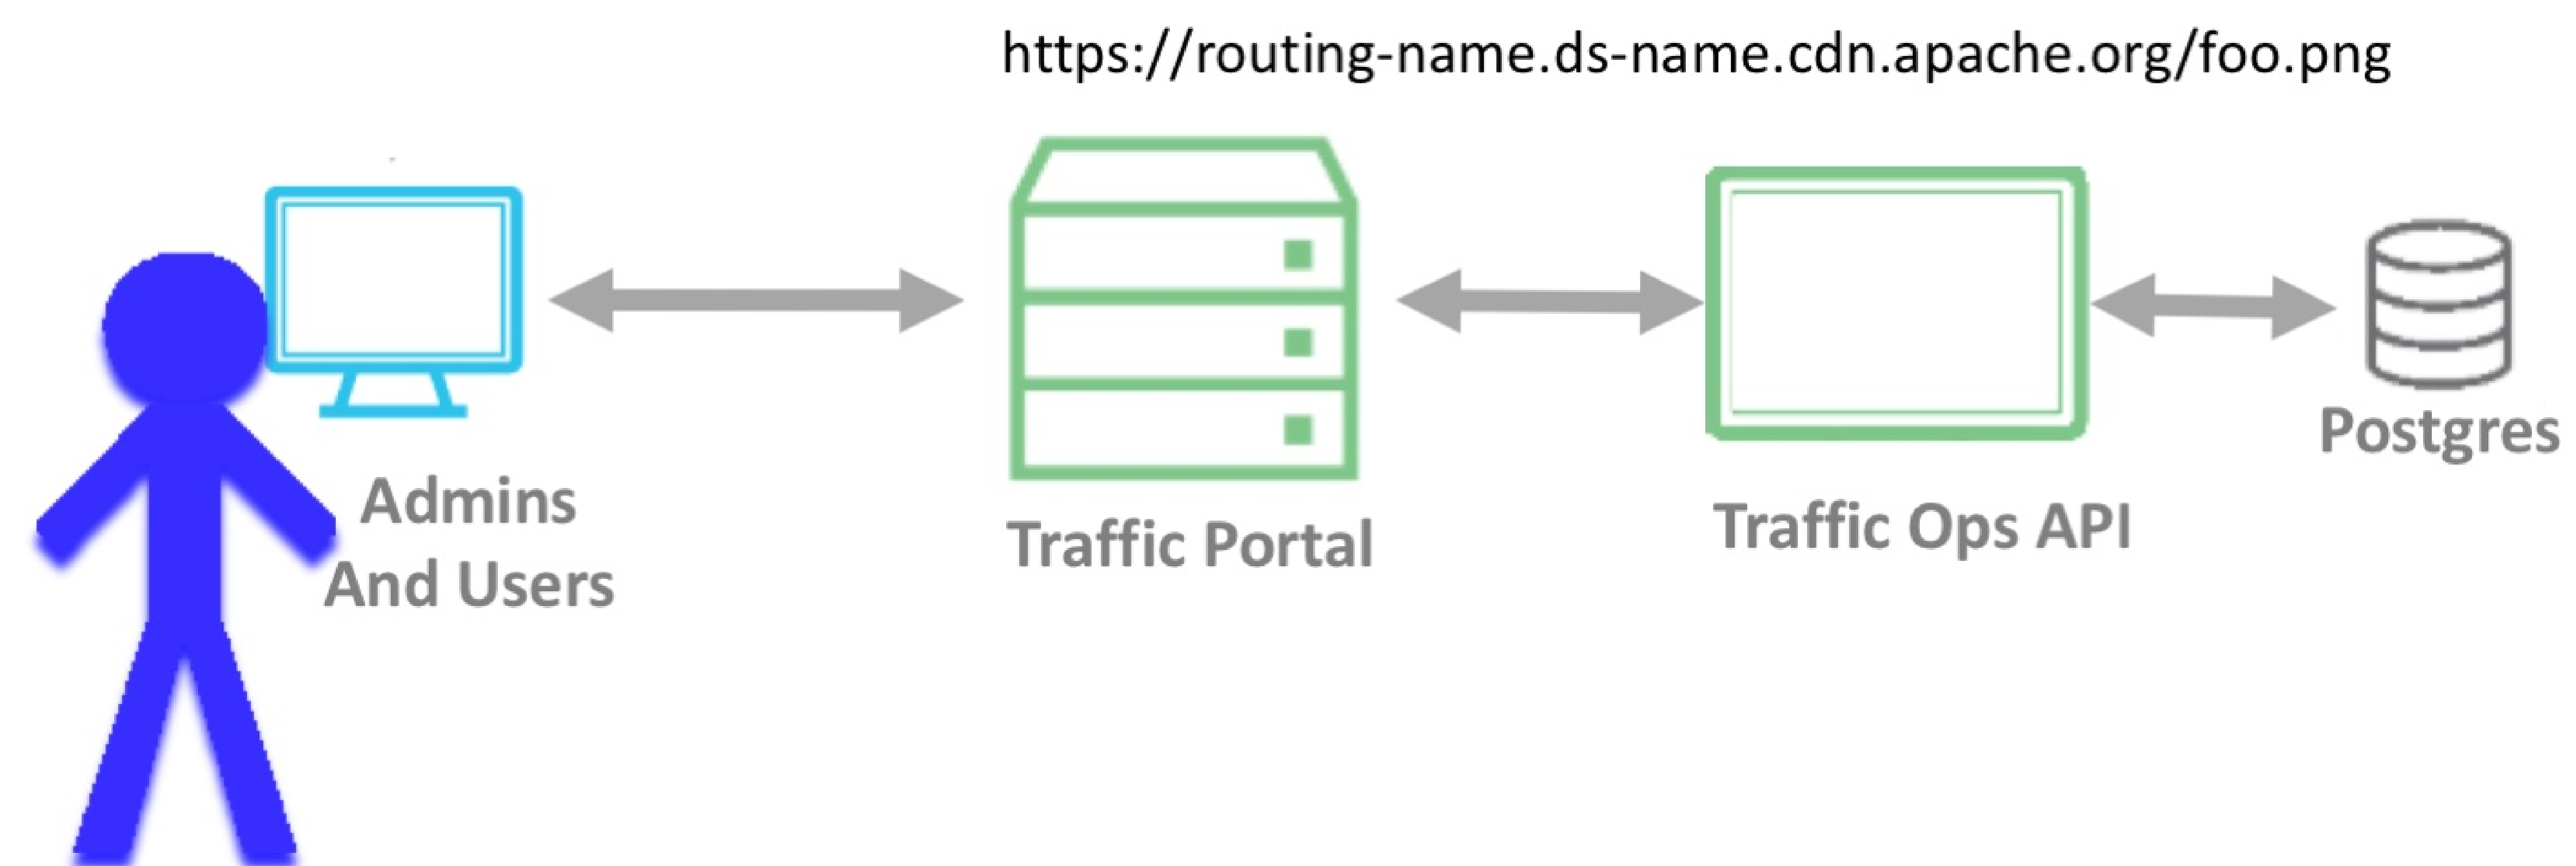 https://routing-name.ds-name.cdn.apache.org/foo.png
Admins
And Users
Traffic Portal
Traffic Ops API
Postgres